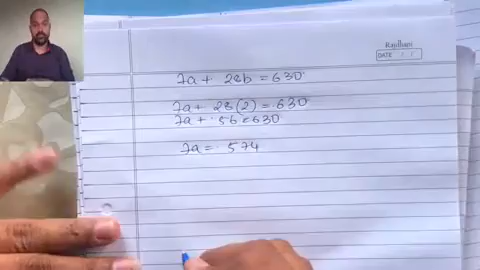 Rajdhani
DATE / /
7a + 28b = 630
7a + 28(2) = 630
7a + 56 = 630
7a = 574